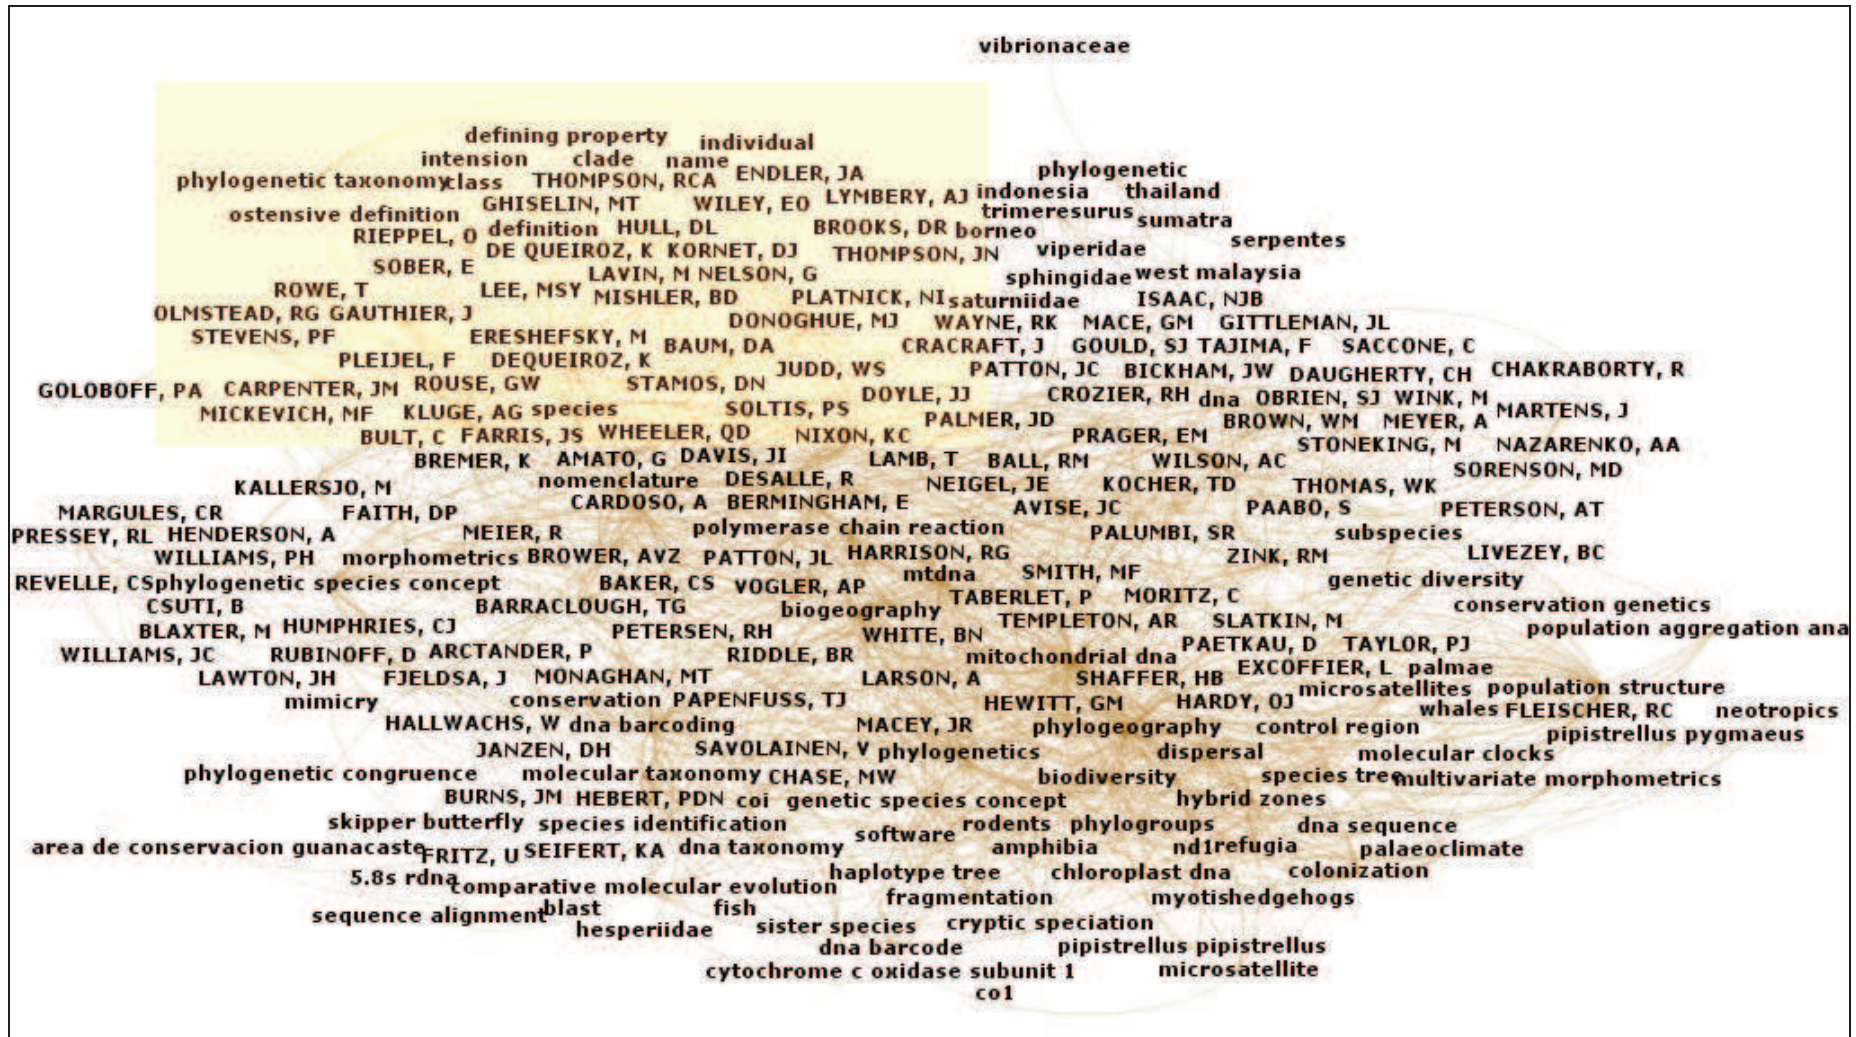 vibrionaceae
defining property individual
intension clade name
phylogenetic taxonomy class THOMPSON, RCA ENDLER, JA phylogenetic
GHISELIN, MT WILEY, EO LYMBERY, AJ indonesia thailand
ostensive definition trimeresurus sumatra
RIEPPEL, O definition HULL, DL BROOKS, DR borneo serpentes
DE QUEIROZ, K KORNET, DJ THOMPSON, JN viperidae
SOBER, E LAVIN, M NELSON, G sphingidae west malaysia
ROWE, T LEE, MSY MISHLER, BD PLATNICK, NI saturniidae ISAAC, NJB
OLMSTEAD, RG GAUTHIER, J DONOGHUE, MJ WAYNE, RK MACE, GM GITTLEMAN, JL
STEVENS, PF ERESHEFSKY, M BAUM, DA CRACRAFT, J GOULD, SJ TAJIMA, F SACCONE, C
PLEIJEL, F DEQUEIROZ, K JUDD, WS PATTON, JC BICKHAM, JW DAUGHERTY, CH CHAKRABORTY, R
GOLOBOFF, PA CARPENTER, JM ROUSE, GW STAMOS, DN DOYLE, JJ CROZIER, RH dna OBRIEN, SJ WINK, M
MICKEVICH, MF KLUGE, AG species SOLTIS, PS PALMER, JD BROWN, WM MEYER, A MARTENS, J
BULT, C FARRIS, JS WHEELER, QD NIXON, KC PRAGER, EM STONEKING, M NAZARENKO, AA
BREMER, K AMATO, G DAVIS, JI LAMB, T BALL, RM WILSON, AC SORENSON, MD
KALLERSJO, M nomenclature DESALLE, R NEIGEL, JE KOCHER, TD THOMAS, WK
MARGULES, CR FAITH, DP CARDOSO, A BERMINGHAM, E AVISE, JC PAABO, S PETERSON, AT
PRESSEY, RL HENDERSON, A MEIER, R polymerase chain reaction PALUMBI, SR subspecies
WILLIAMS, PH morphometrics BROWER, AVZ PATTON, JL HARRISON, RG ZINK, RM LIVEZEY, BC
REVELLE, CS phylogenetic species concept BAKER, CS VOGLER, AP mtdna SMITH, MF genetic diversity
CSUTI, B BARRACLOUGH, TG biogeography TABERLET, P MORITZ, C conservation genetics
BLAXTER, M HUMPHRIES, CJ PETERSEN, RH WHITE, BN TEMPLETON, AR SLATKIN, M population aggregation ana
WILLIAMS, JC RUBINOFF, D ARCTANDER, P RIDDLE, BR mitochondrial dna PAETKAU, D TAYLOR, PJ
LAWTON, JH FJELDSA, J MONAGHAN, MT LARSON, A SHAFFER, HB EXCOFFIER, L palmae
mimicry conservation PAPENFUSS, TJ HEWITT, GM HARDY, OJ microsatellites population structure
whales FLEISCHER, RC neotropics
HALLWACHS, W dna barcoding MACEY, JR phylogeography control region pipistrellus pygmaeus
JANZEN, DH SAVOLAINEN, V phylogenetics dispersal molecular clocks
phylogenetic congruence molecular taxonomy CHASE, MW biodiversity species tree multivariate morphometrics
BURNS, JM HEBERT, PDN coi genetic species concept hybrid zones
skipper butterfly species identification software rodents phylogroups dna sequence
area de conservacion guanacaste FRITZ, U SEIFERT, KA dna taxonomy amphibia nd1 refugia palaeoclimate
5.8s rdna comparative molecular evolution haplotype tree chloroplast dna colonization
fragmentation myotis hedgehogs
sequence alignment blast fish
hesperiidae sister species cryptic speciation
dna barcode pipistrellus pipistrellus
cytochrome c oxidase subunit 1 microsatellite
co1